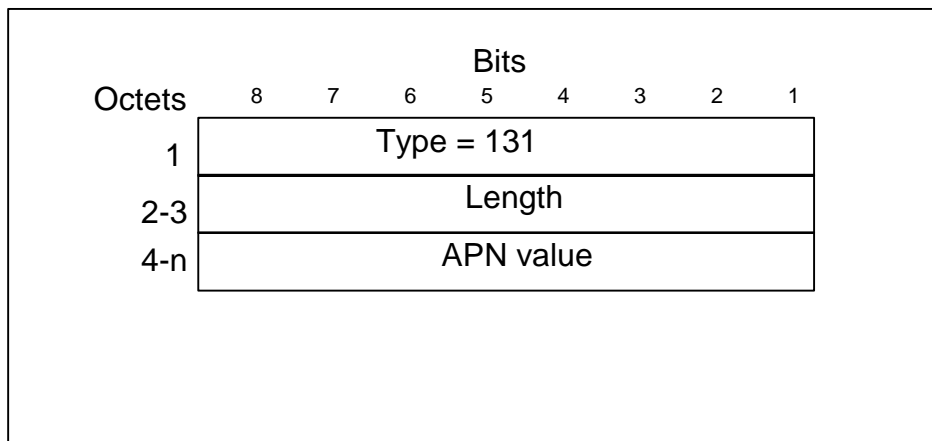 Bits
Octets 8 7 6 5 4 3 2 1
1 Type = 131
2-3 Length
4-n APN value